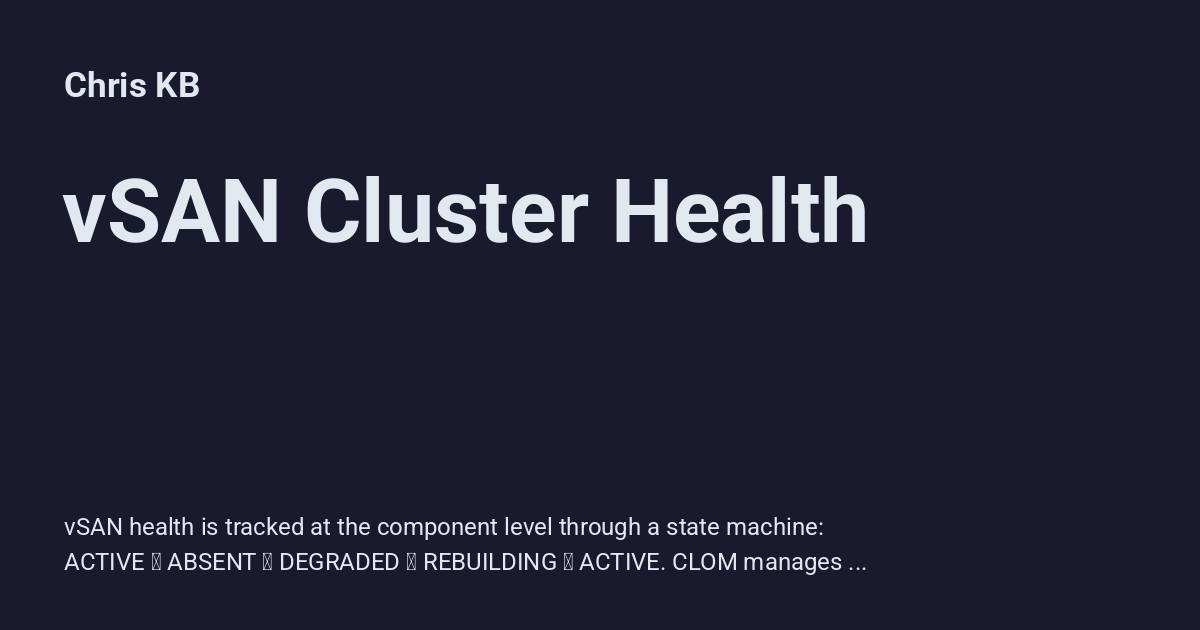 Chris KB
vSAN Cluster Health
vSAN health is tracked at the component level through a state machine:
ACTIVE ▯ ABSENT ▯ DEGRADED ▯ REBUILDING ▯ ACTIVE. CLOM manages ...